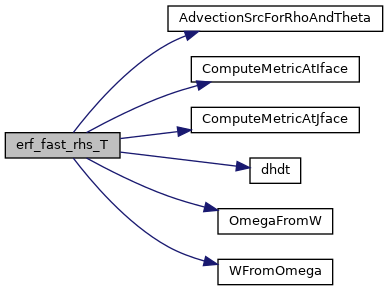 AdvectionSrcForRhoAndTheta
ComputeMetricAtIface
ComputeMetricAtJface
erf_fast_rhs_T
dhdt
OmegaFromW
WFromOmega